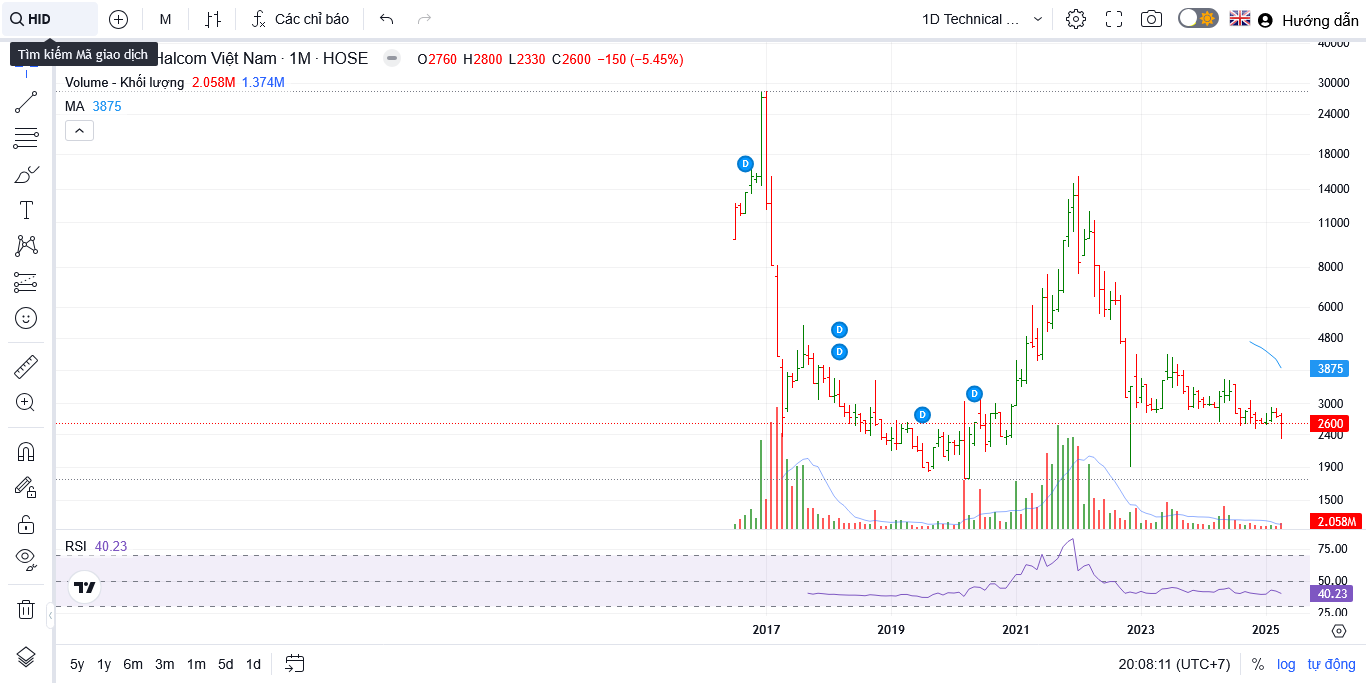 HID
M
Các chỉ báo
1D Technical ...
Hướng dẫn
Tìm kiếm Mã giao dịch
Halcom Việt Nam · 1M · HOSE
O2760 H2800 L2330 C2600 −150 (−5.45%)
Volume - Khối lượng 2.058M 1.374M
MA 3875
40000
30000
24000
18000
14000
11000
8000
6000
4800
3875
3000
2600
2400
1900
1500
2.058M
D
D
D
D
D
RSI 40.23
75.00
50.00
40.23
25.00
2017 2019 2021 2023 2025
5y 1y 6m 3m 1m 5d 1d
20:08:11 (UTC+7) % log tự động